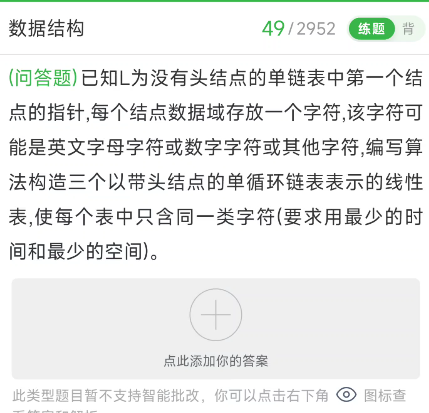 数据结构 49/2952 练题 背
(问答题)已知L为没有头结点的单链表中第一个结
点的指针,每个结点数据域存放一个字符,该字符可
能是英文字母字符或数字字符或其他字符,编写算
法构造三个以带头结点的单循环链表表示的线性
表,使每个表中只含同一类字符(要求用最少的时
间和最少的空间)。
点此添加你的答案
此类型题目暂不支持智能批改，你可以点击右下角 图标查